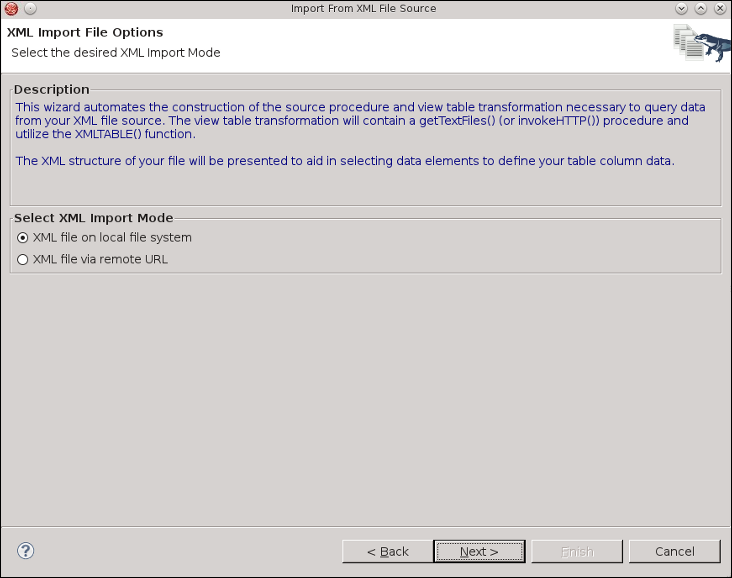 Import From XML File Source
XML Import File Options
Select the desired XML Import Mode
Description
This wizard automates the construction of the source procedure and view table transformation necessary to query data
from your XML file source. The view table transformation will contain a getTextFiles() (or invokeHTTP()) procedure and
utilize the XMLTABLE() function.
The XML structure of your file will be presented to aid in selecting data elements to define your table column data.
Select XML Import Mode
XML file on local file system
XML file via remote URL
?
< Back
Next >
Finish
Cancel